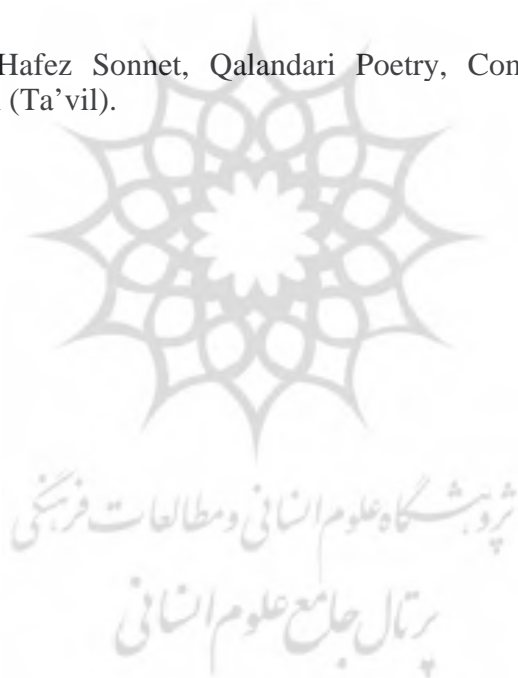 Hafez Sonnet, Qalandari Poetry, Con
(Ta’vil).
پژوهشگاه علوم انسانی و مطالعات فرهنگی
پرتال جامع علوم انسانی